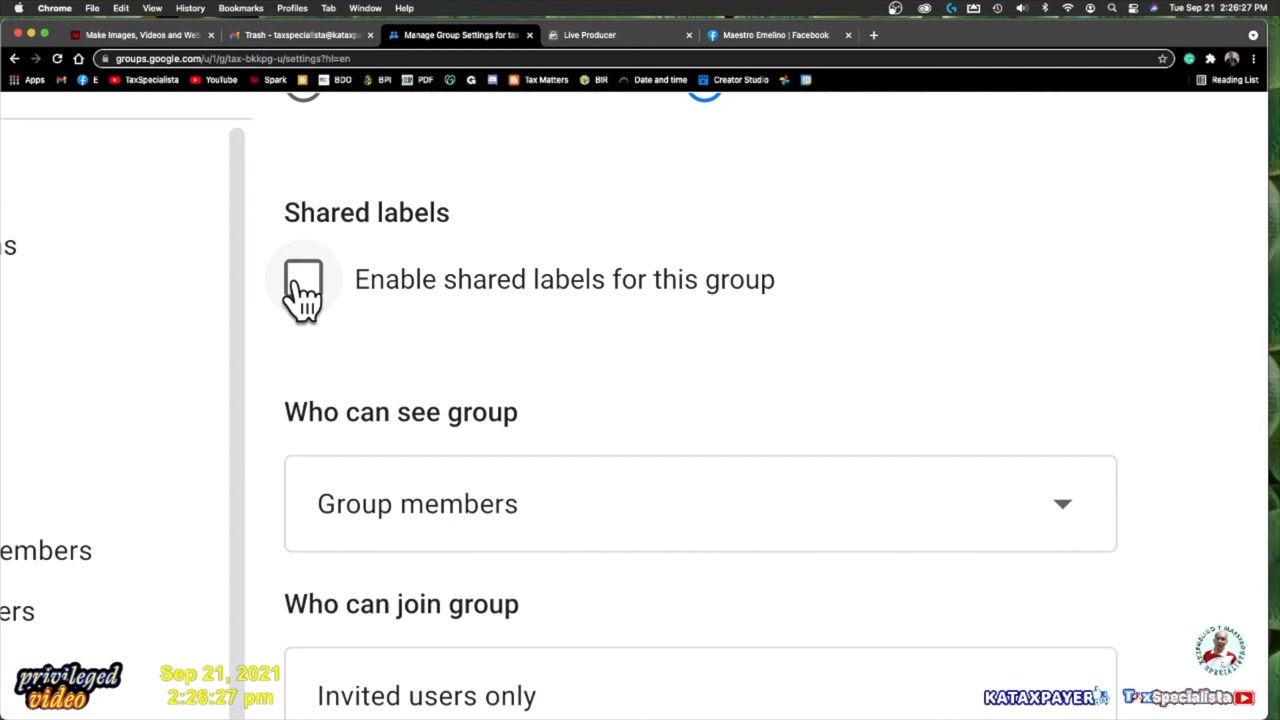 Chrome File Edit View History Bookmarks Profiles Tab Window Help Tue Sep 21 2:26:27 PM
Make Images, Videos and Web Trash - taxspecialista@kataxpa Manage Group Settings for tax Live Producer Maestro Emelino | Facebook
groups.google.com/u/1/g/tax-bkkpg-u/settings?hl=en
Apps E TaxSpecialista YouTube Spark BDO BPI PDF Tax Matters BIR Date and time Creator Studio Reading List
Shared labels
Enable shared labels for this group
Who can see group
Group members
embers
Who can join group
ers
Invited users only
privileged
video
Sep 21, 2021
2:26:27 pm
KATAXPAYER
TaxSpecialista